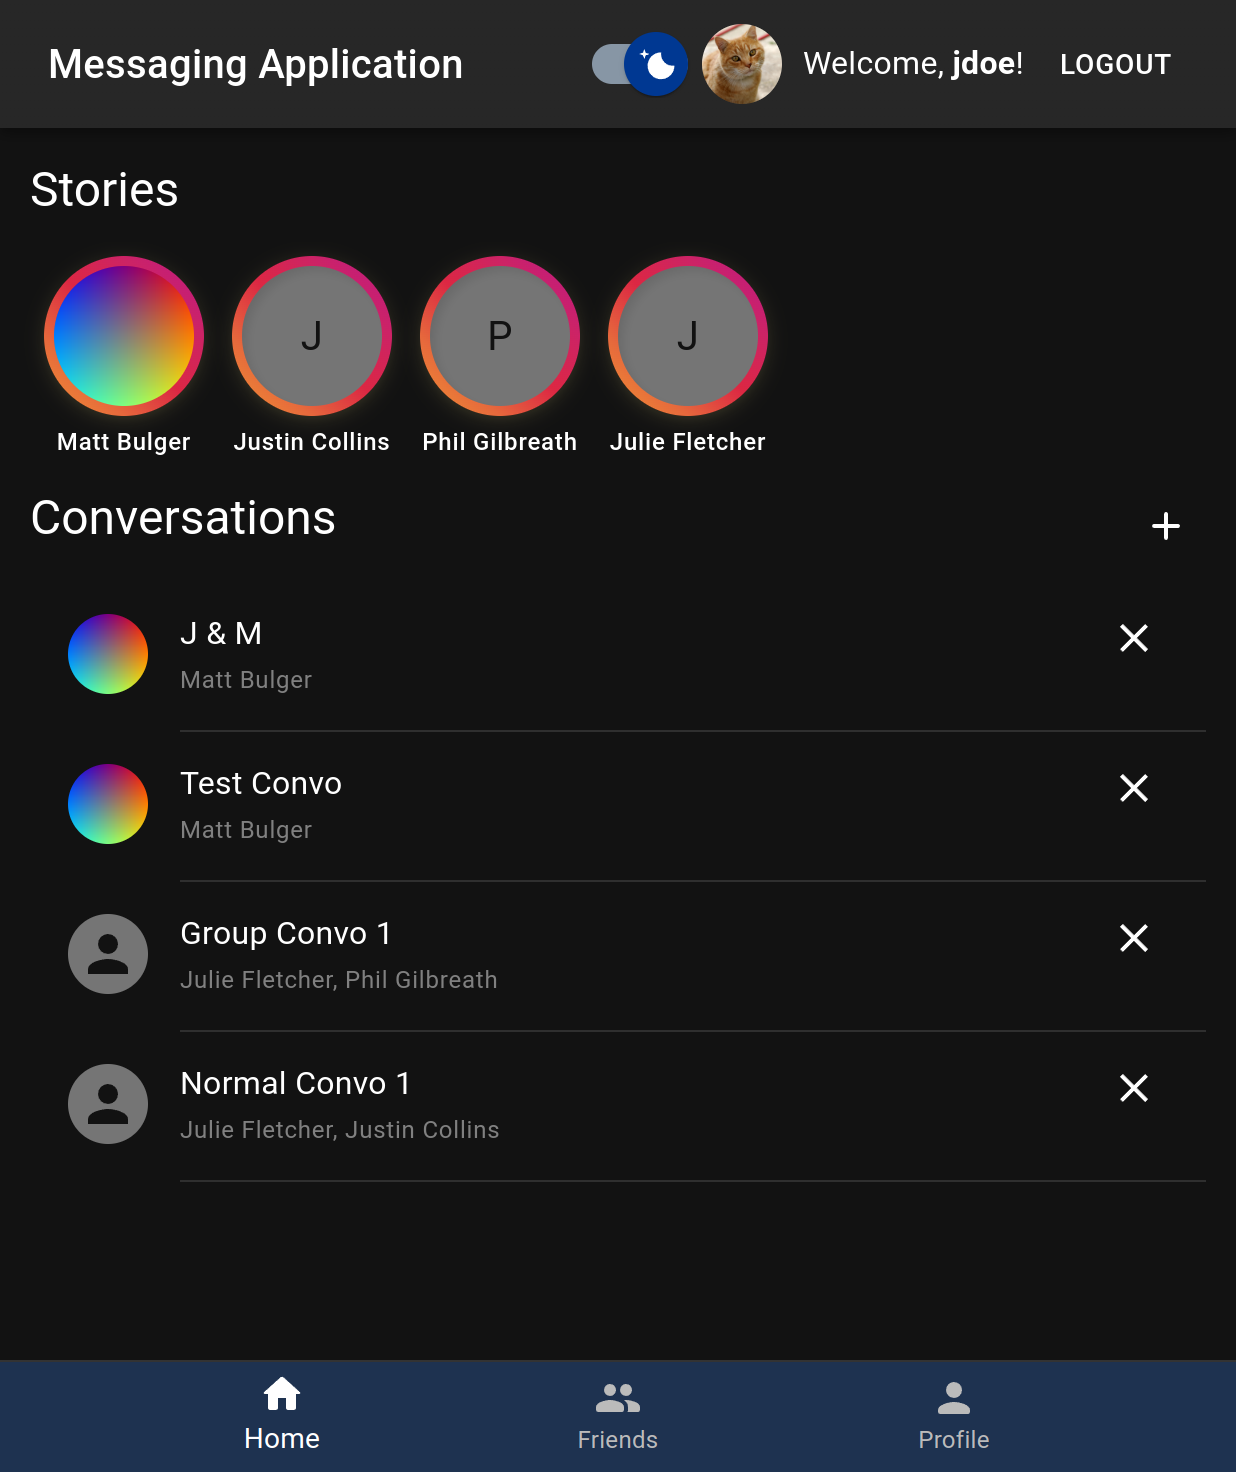 Messaging Application
Welcome, jdoe!
LOGOUT
Stories
J
P
J
Matt Bulger
Justin Collins
Phil Gilbreath
Julie Fletcher
Conversations
J & M
Matt Bulger
Test Convo
Matt Bulger
Group Convo 1
Julie Fletcher, Phil Gilbreath
Normal Convo 1
Julie Fletcher, Justin Collins
Home
Friends
Profile